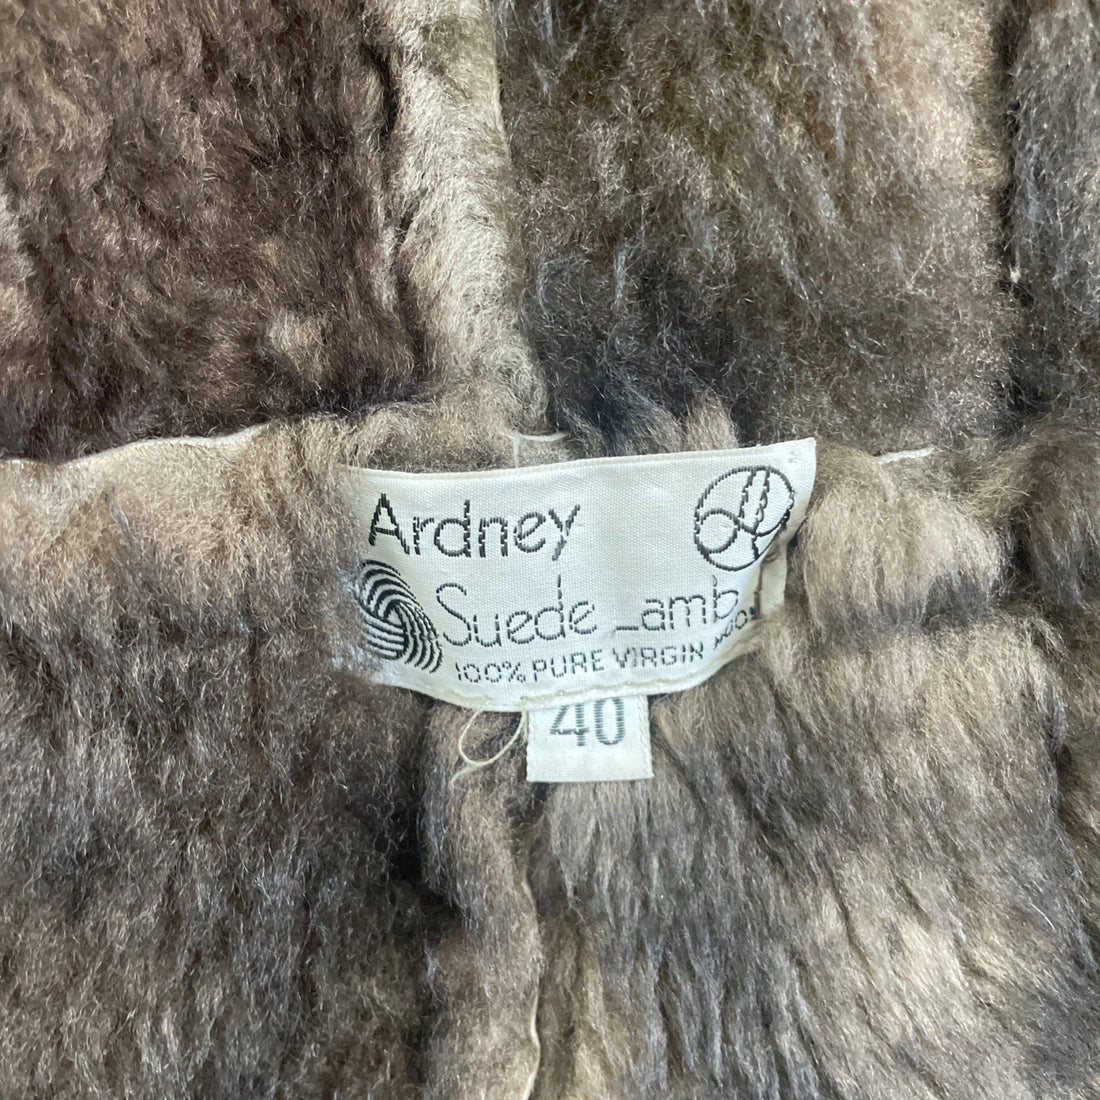 Ardney
Suede Lamb
100% PURE VIRGIN WOOL
40